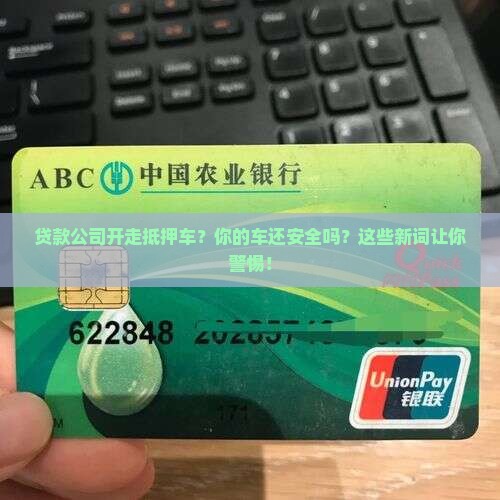 ABC 中国农业银行
贷款公司开走抵押车？你的车还安全吗？这些新词让你
警惕！
622848
171
UnionPay
银联